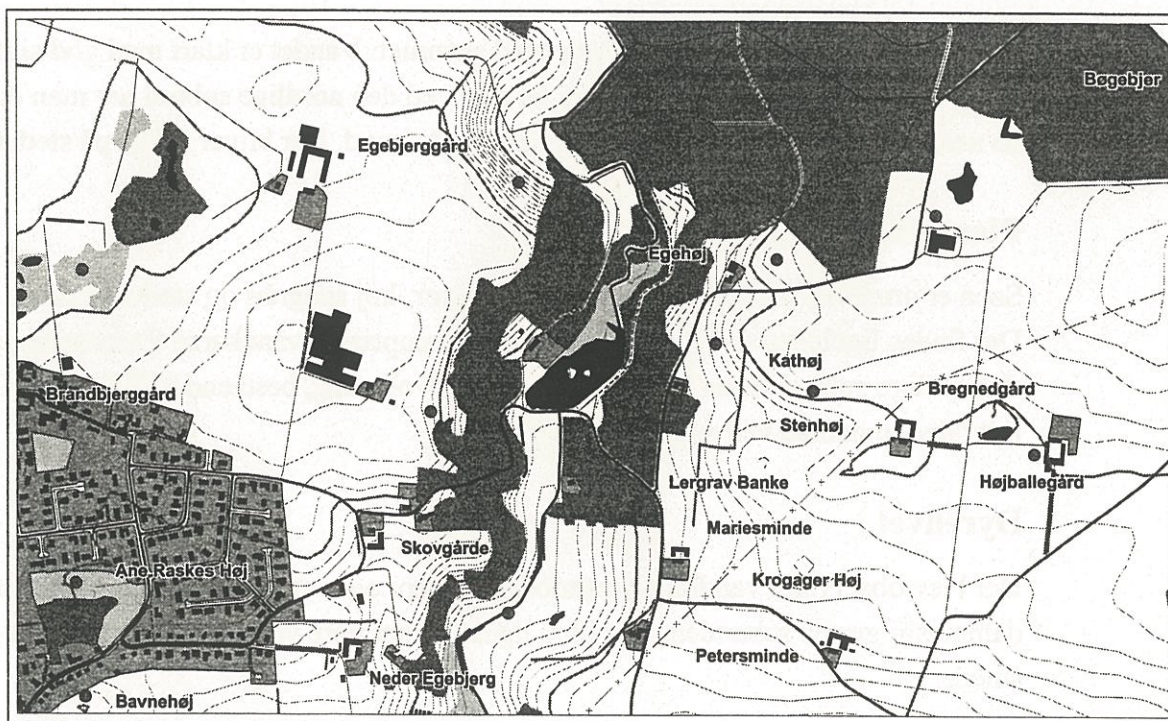 Bøgebjer
Egebjerggård
Egehøj
Kathøj
Brandbjerggård
Bregnedgård
Stenhøj
Lergrav Banke
Højballegård
Mariesminde
Skovgårde
Ane Raskes Høj
Krogager Høj
Petersminde
Neder Egebjerg
Bavnehøj